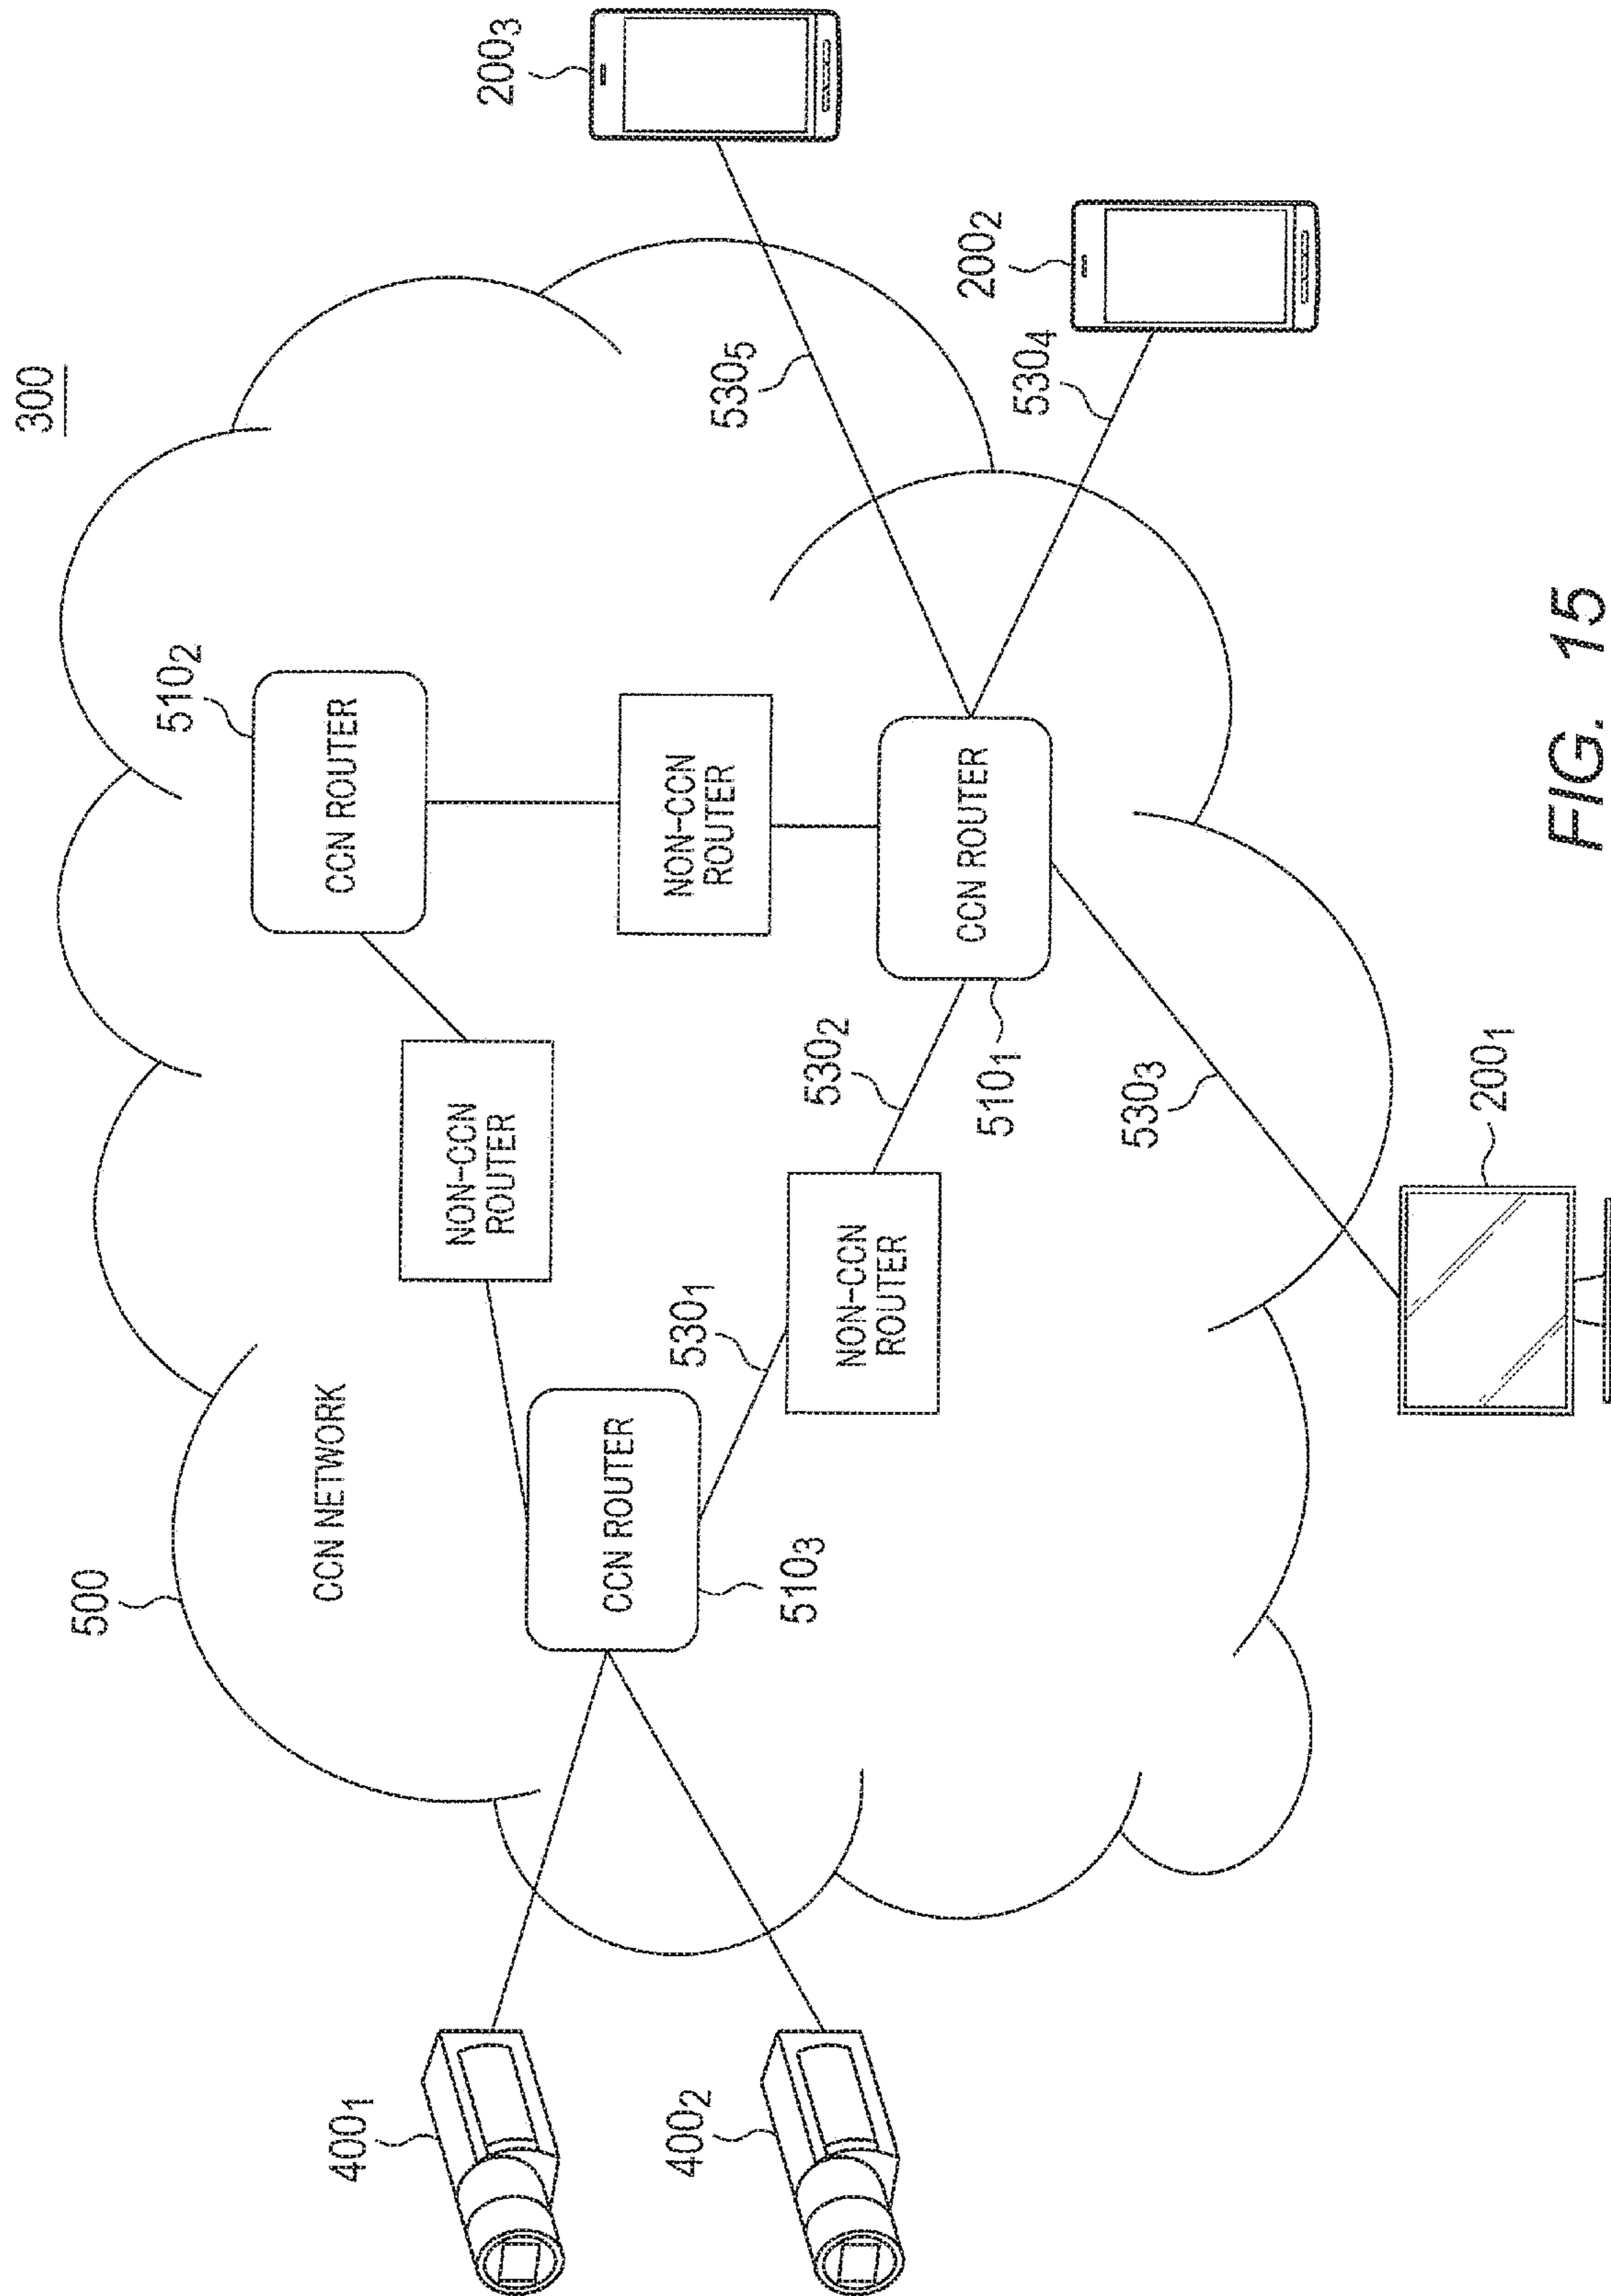 300
500
CCN NETWORK
510₂
CCN ROUTER
200₃
400₁
NON-CCN
ROUTER
CCN ROUTER
510₃
530₁
NON-CCN
ROUTER
530₅
400₂
NON-CCN
ROUTER
530₂
CCN ROUTER
510₁
200₂
530₄
530₃
200₁
FIG. 15